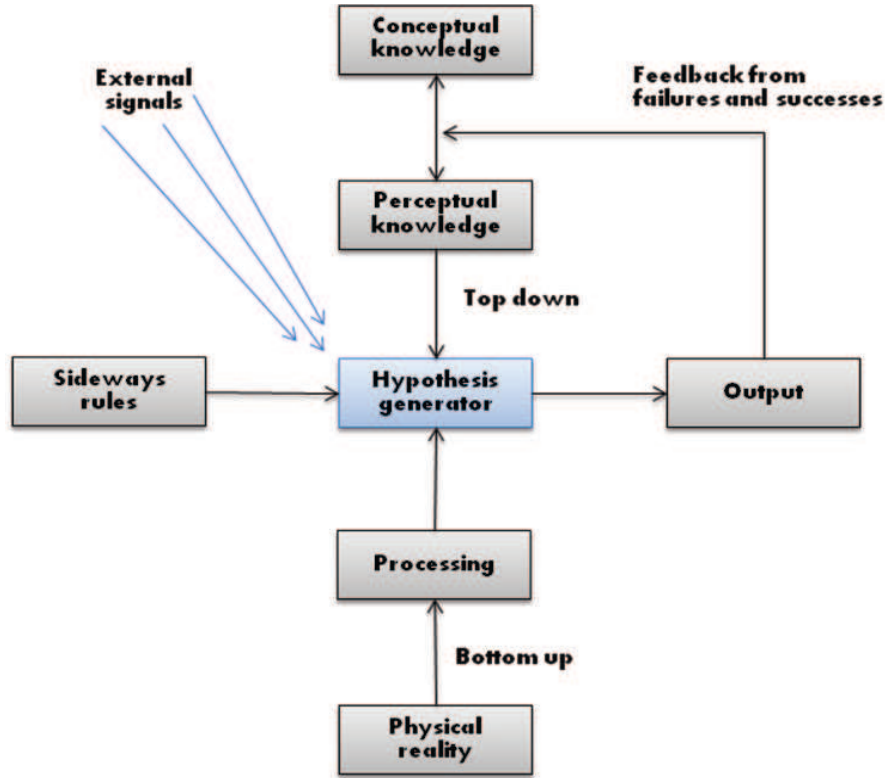 Conceptual
knowledge
External
signals
Feedback from
failures and successes
Perceptual
knowledge
Top down
Sideways
rules
Hypothesis
generator
Output
Processing
Bottom up
Physical
reality